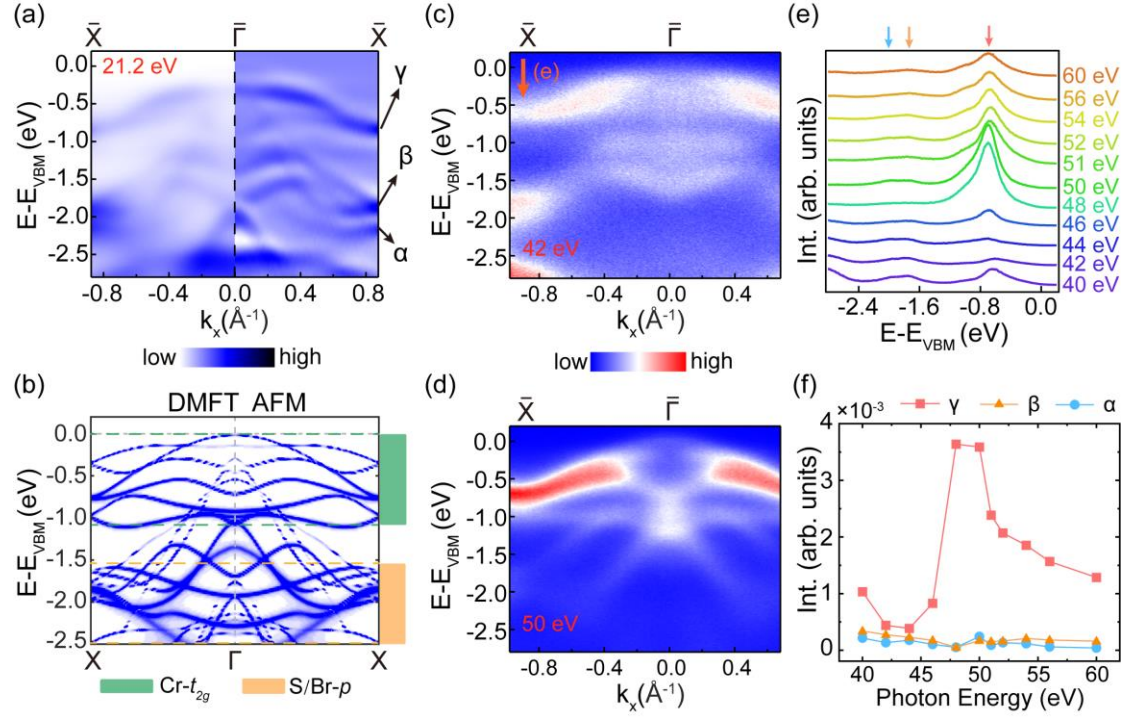 (a)
X̄ Γ̄ X̄
21.2 eV
0.0
-0.5
-1.0
-1.5
-2.0
-2.5
E-E_VBM (eV)
γ
β
α
-0.8 -0.4 0.0 0.4 0.8
k_x(Å⁻¹)
low high
(b)
DMFT AFM
0.0
-0.5
-1.0
-1.5
-2.0
-2.5
E-E_VBM (eV)
X Γ X
Cr-t_2g S/Br-p
(c)
X̄ Γ̄
(e)
0.0
-0.5
-1.0
-1.5
-2.0
-2.5
E-E_VBM (eV)
42 eV
-0.8 -0.4 0.0 0.4
k_x(Å⁻¹)
low high
(d)
X̄ Γ̄
0.0
-0.5
-1.0
-1.5
-2.0
-2.5
E-E_VBM (eV)
50 eV
-0.8 -0.4 0.0 0.4
k_x(Å⁻¹)
(e)
Int. (arb. units)
60 eV
56 eV
54 eV
52 eV
51 eV
50 eV
48 eV
46 eV
44 eV
42 eV
40 eV
-2.4 -1.6 -0.8 0.0
E-E_VBM (eV)
(f)
γ β α
×10⁻³
4
2
0
Int. (arb. units)
40 45 50 55 60
Photon Energy (eV)